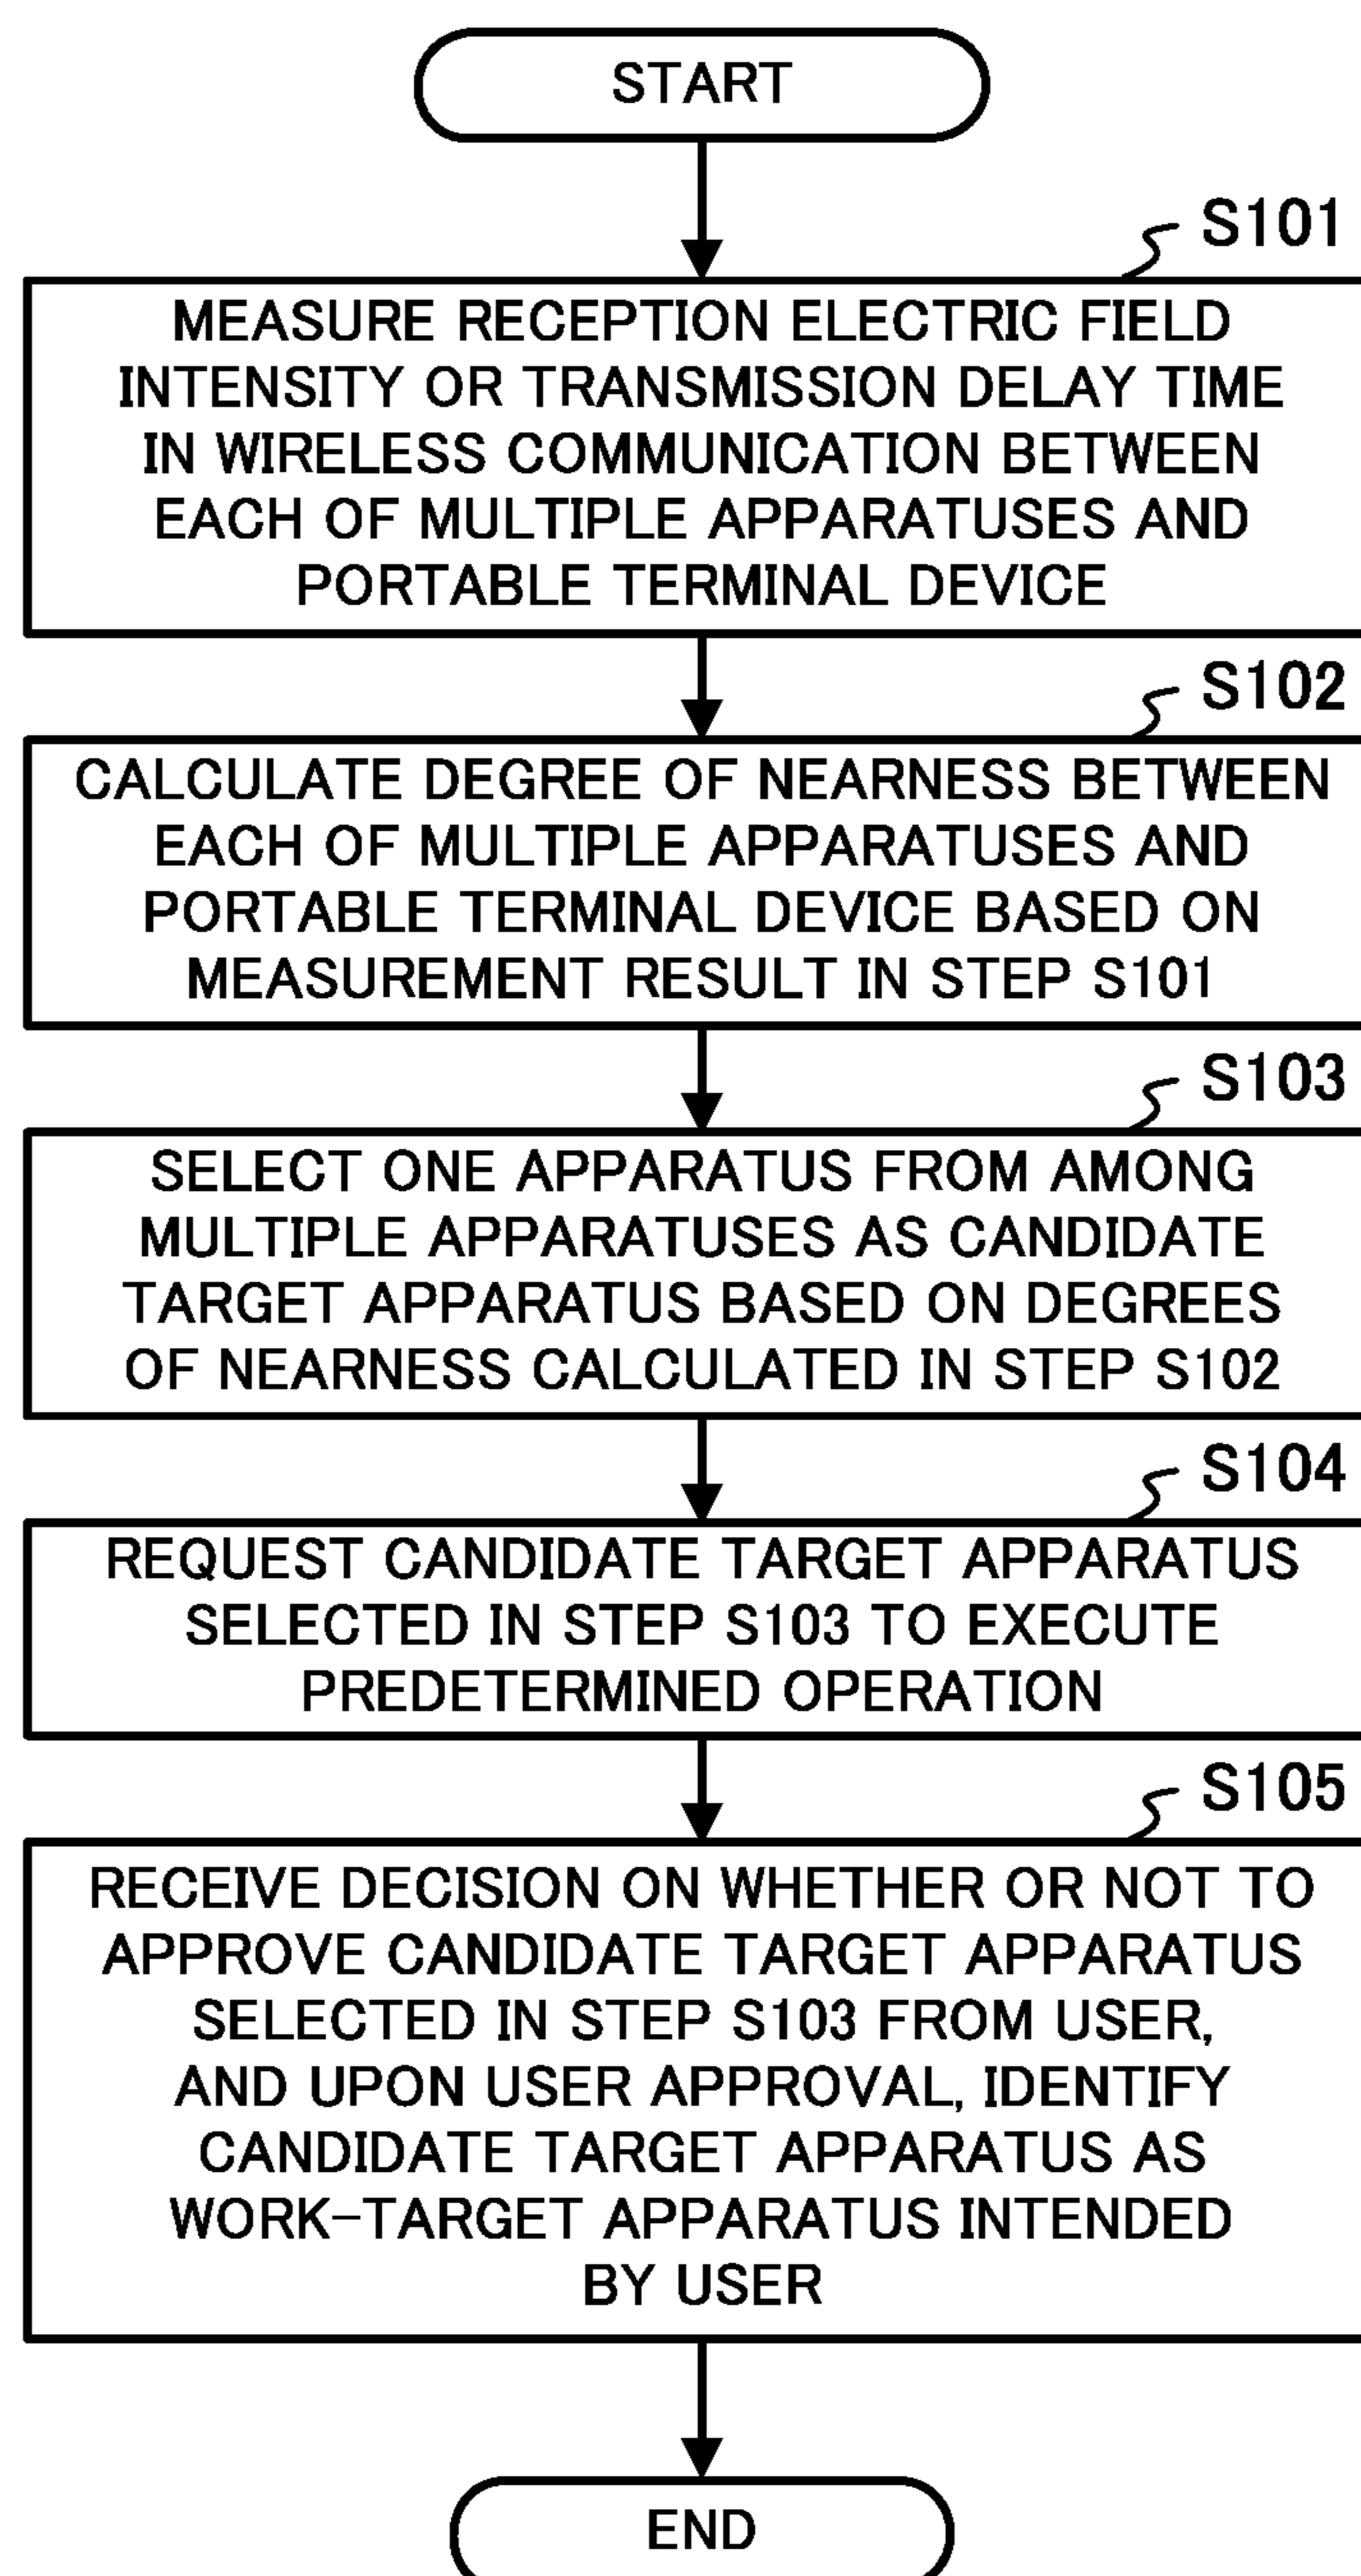 START
S101
MEASURE RECEPTION ELECTRIC FIELD
INTENSITY OR TRANSMISSION DELAY TIME
IN WIRELESS COMMUNICATION BETWEEN
EACH OF MULTIPLE APPARATUSES AND
PORTABLE TERMINAL DEVICE
S102
CALCULATE DEGREE OF NEARNESS BETWEEN
EACH OF MULTIPLE APPARATUSES AND
PORTABLE TERMINAL DEVICE BASED ON
MEASUREMENT RESULT IN STEP S101
S103
SELECT ONE APPARATUS FROM AMONG
MULTIPLE APPARATUSES AS CANDIDATE
TARGET APPARATUS BASED ON DEGREES
OF NEARNESS CALCULATED IN STEP S102
S104
REQUEST CANDIDATE TARGET APPARATUS
SELECTED IN STEP S103 TO EXECUTE
PREDETERMINED OPERATION
S105
RECEIVE DECISION ON WHETHER OR NOT TO
APPROVE CANDIDATE TARGET APPARATUS
SELECTED IN STEP S103 FROM USER,
AND UPON USER APPROVAL, IDENTIFY
CANDIDATE TARGET APPARATUS AS
WORK-TARGET APPARATUS INTENDED
BY USER
END